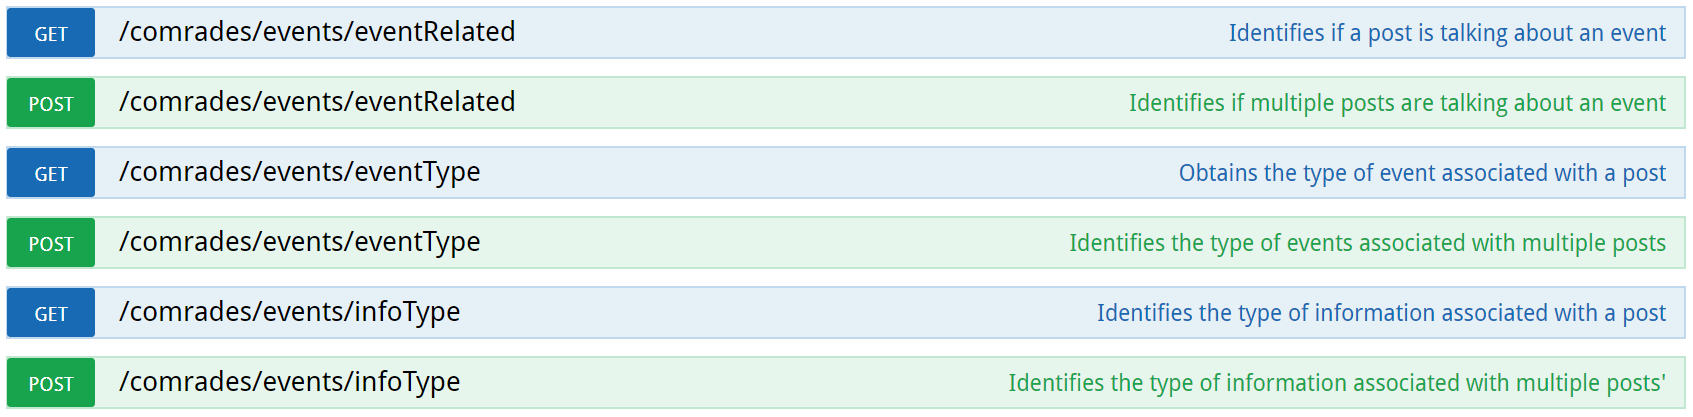 GET /comrades/events/eventRelated Identifies if a post is talking about an event
POST /comrades/events/eventRelated Identifies if multiple posts are talking about an event
GET /comrades/events/eventType Obtains the type of event associated with a post
POST /comrades/events/eventType Identifies the type of events associated with multiple posts
GET /comrades/events/infoType Identifies the type of information associated with a post
POST /comrades/events/infoType Identifies the type of information associated with multiple posts'